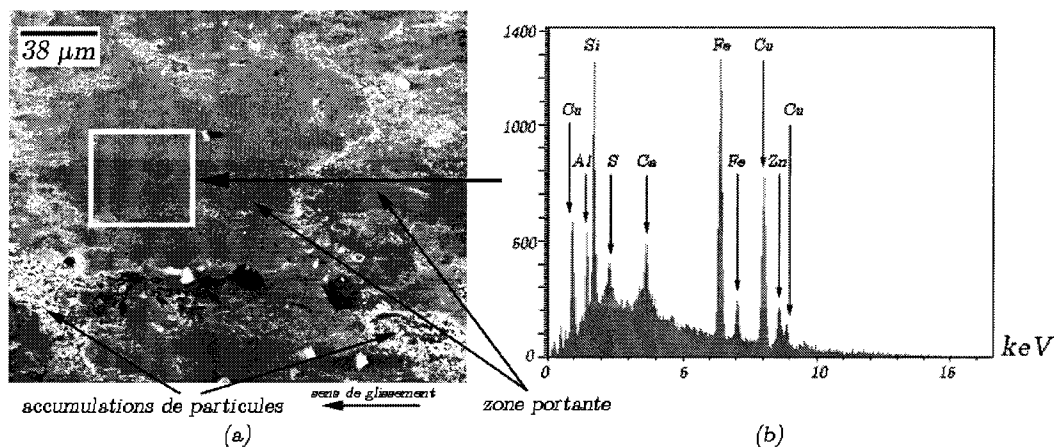 38 μm
accumulations de particules
sens de glissement
zone portante
(a)
1400
1000
500
0
Cu
Al
Si
S
Ca
Fe
Fe
Cu
Zn
Cu
0
5
10
15
keV
(b)